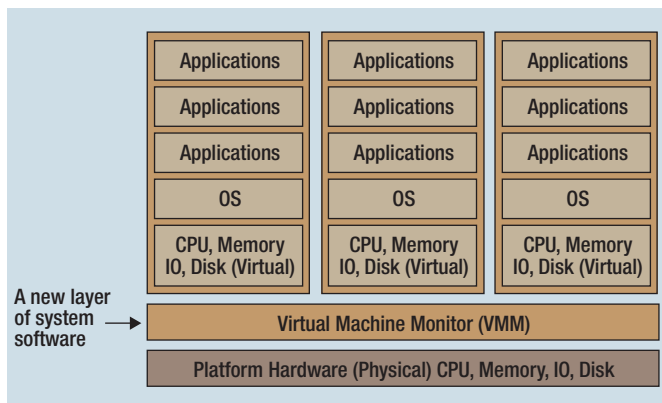 Applications
Applications
Applications
OS
CPU, Memory
IO, Disk (Virtual)
Applications
Applications
Applications
OS
CPU, Memory
IO, Disk (Virtual)
Applications
Applications
Applications
OS
CPU, Memory
IO, Disk (Virtual)
A new layer
of system
software
Virtual Machine Monitor (VMM)
Platform Hardware (Physical) CPU, Memory, IO, Disk